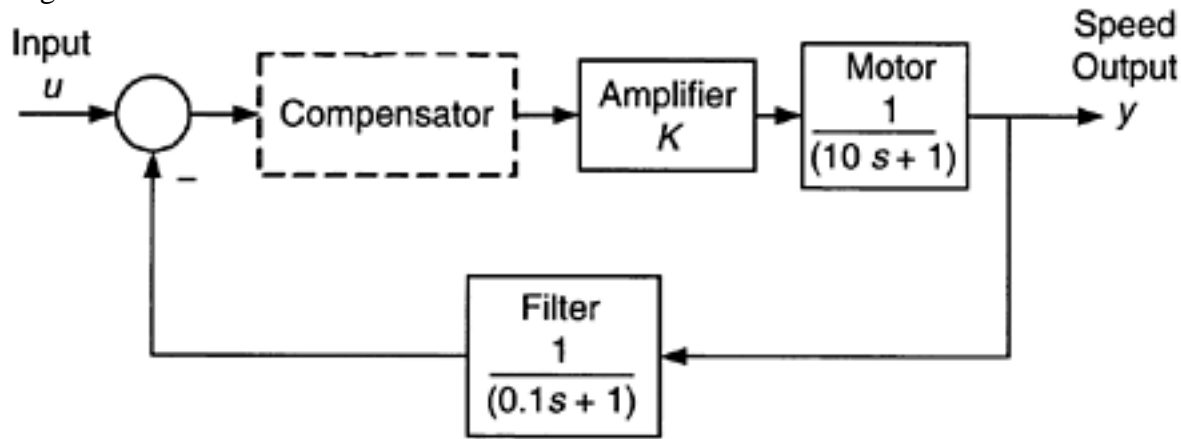 Input
u
Compensator
Amplifier
K
Motor
1
(10 s + 1)
Speed
Output
y
–
Filter
1
(0.1s + 1)